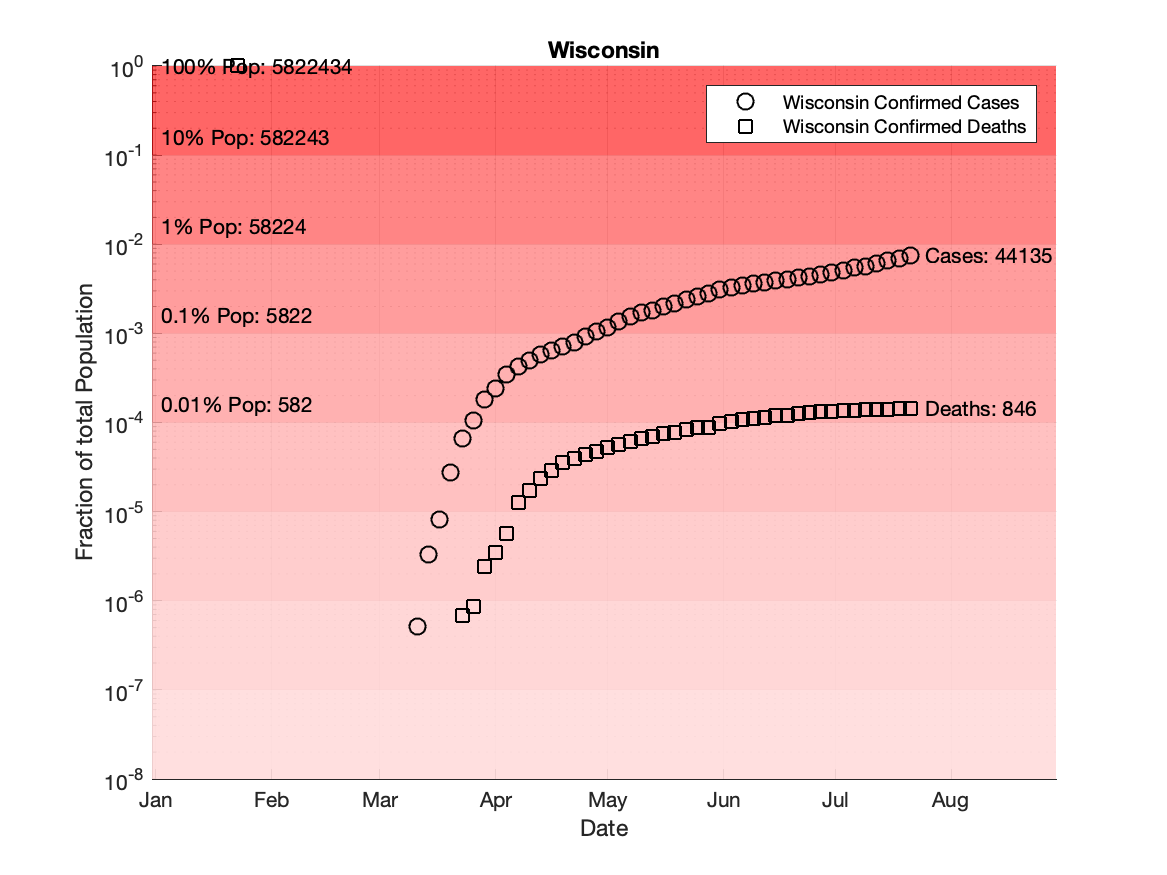 Wisconsin
Wisconsin Confirmed Cases
Wisconsin Confirmed Deaths
Fraction of total Population
10^0
10^-1
10^-2
10^-3
10^-4
10^-5
10^-6
10^-7
10^-8
100% Pop: 5822434
10% Pop: 582243
1% Pop: 58224
0.1% Pop: 5822
0.01% Pop: 582
Cases: 44135
Deaths: 846
Jan Feb Mar Apr May Jun Jul Aug
Date